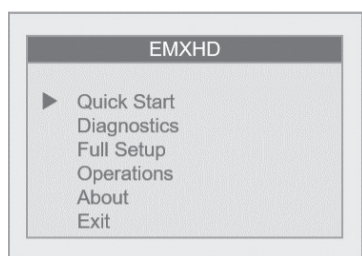 EMXHD
Quick Start
Diagnostics
Full Setup
Operations
About
Exit